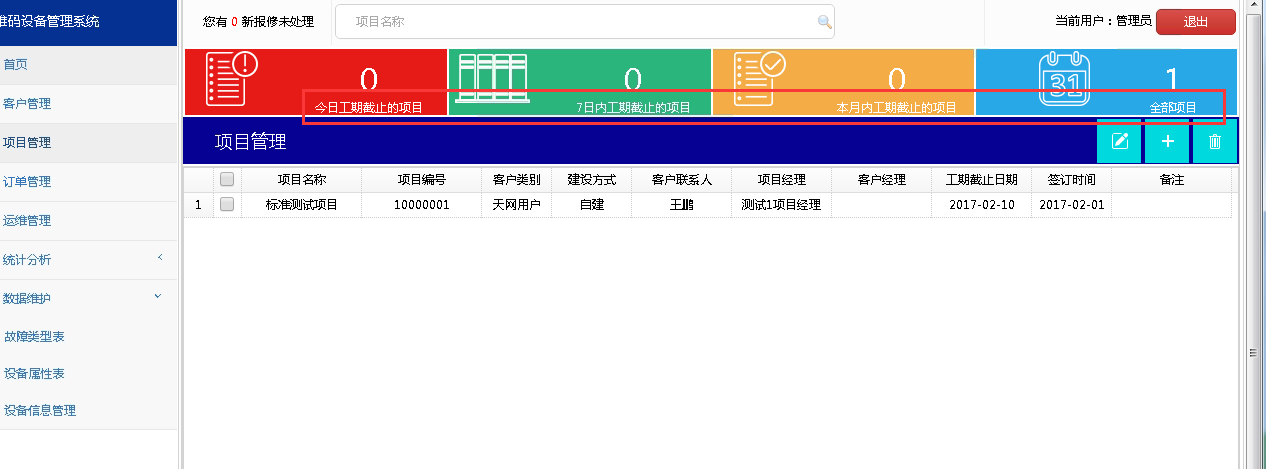 维码设备管理系统
您有 0 新报修未处理
项目名称
当前用户：管理员
退出
首页
客户管理
项目管理
订单管理
运维管理
统计分析
数据维护
故障类型表
设备属性表
设备信息管理
0
今日工期截止的项目
0
7日内工期截止的项目
0
本月内工期截止的项目
31
1
全部项目
项目管理
项目名称 项目编号 客户类别 建设方式 客户联系人 项目经理 客户经理 工期截止日期 签订时间 备注
1 标准测试项目 10000001 天网用户 自建 王鹏 测试1项目经理 2017-02-10 2017-02-01